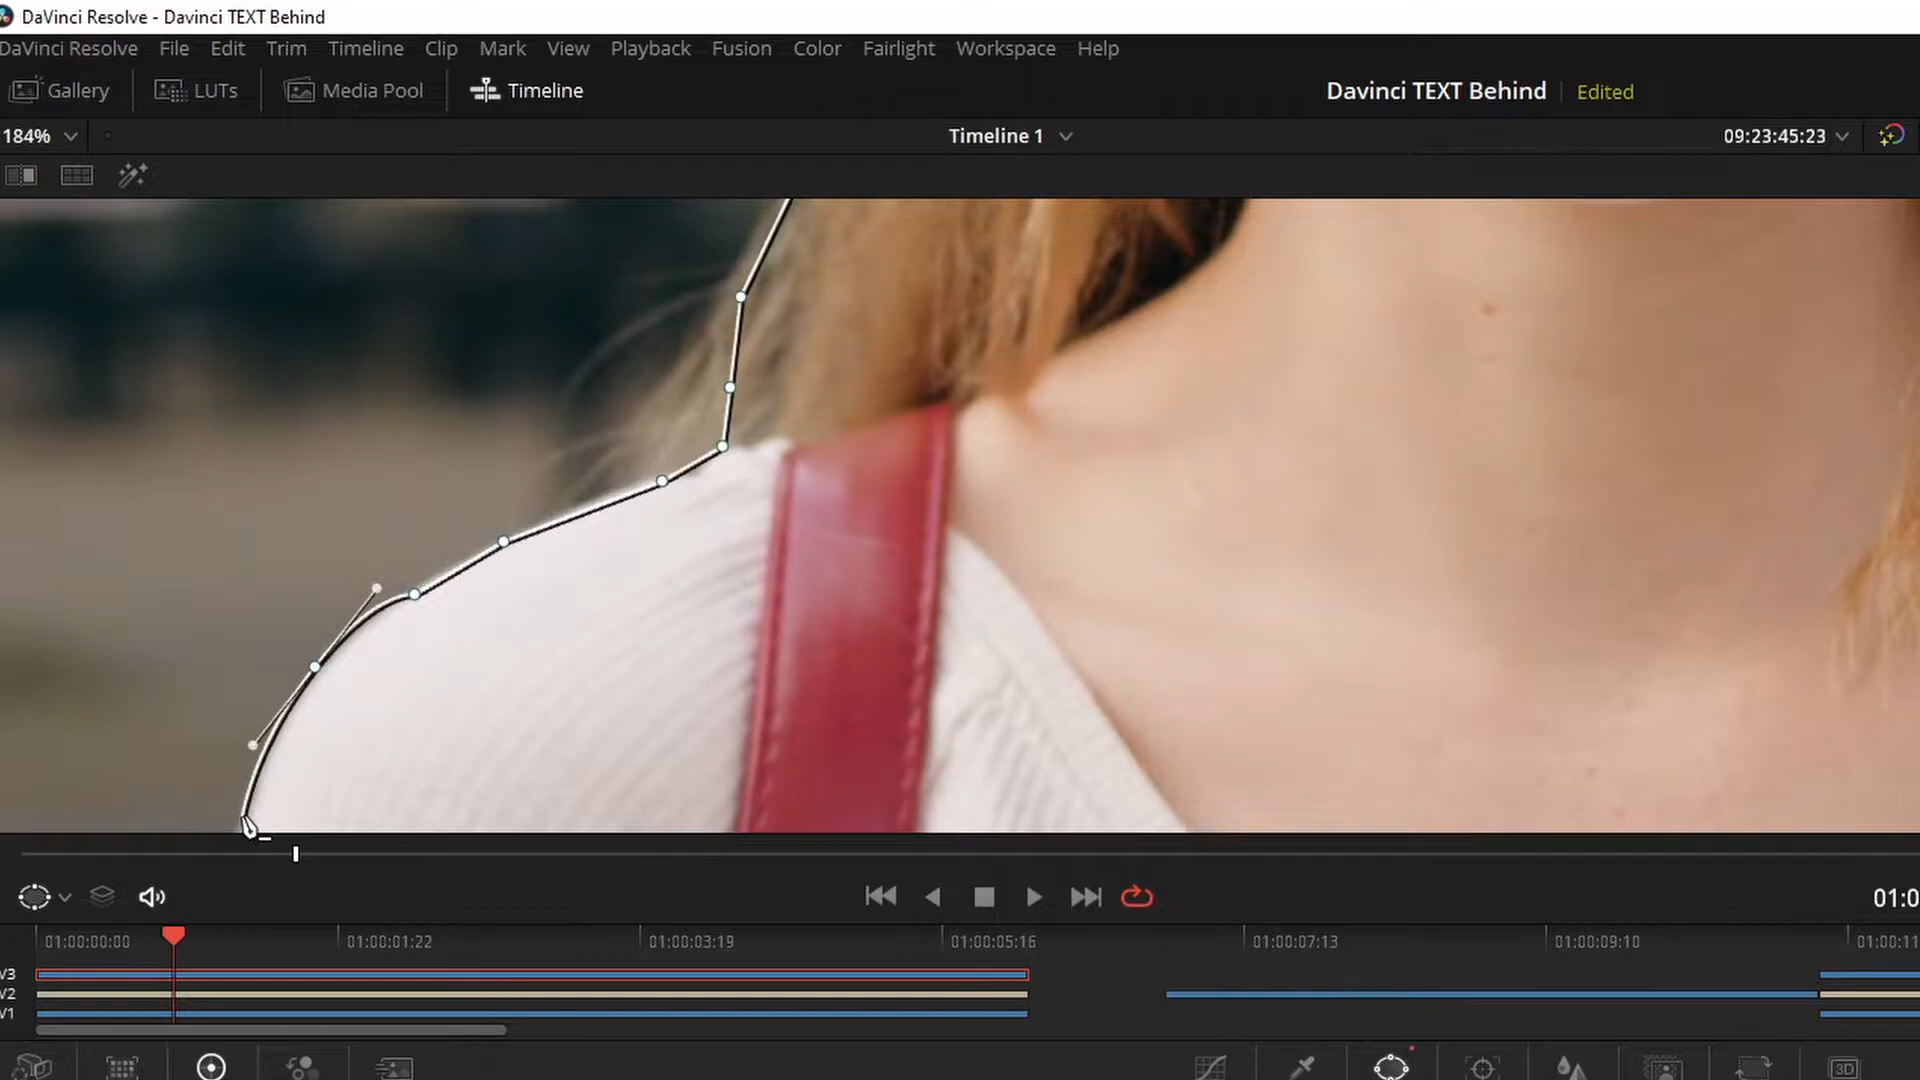 DaVinci Resolve - Davinci TEXT Behind
DaVinci Resolve File Edit Trim Timeline Clip Mark View Playback Fusion Color Fairlight Workspace Help
Gallery LUTs Media Pool Timeline Davinci TEXT Behind Edited
184% Timeline 1 09:23:45:23
01:0
01:00:00:00 01:00:01:22 01:00:03:19 01:00:05:16 01:00:07:13 01:00:09:10 01:00:11
V3
V2
V1
3D